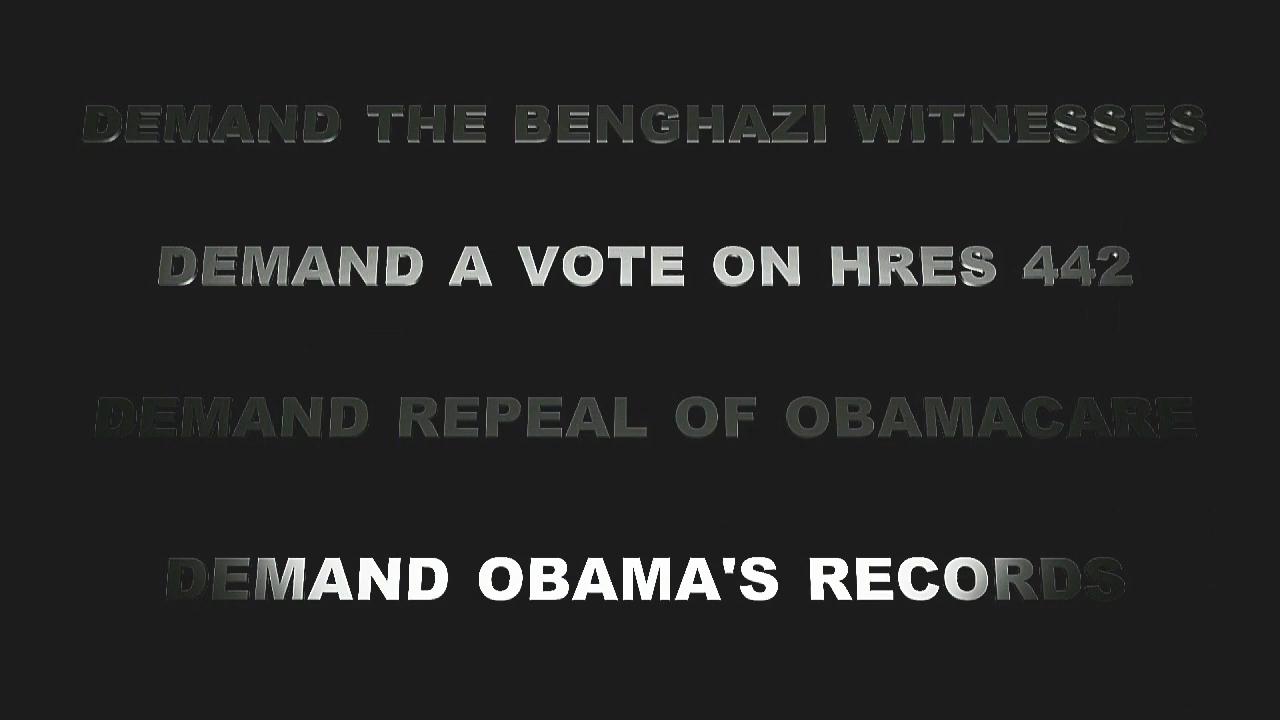 DEMAND THE BENGHAZI WITNESSES
DEMAND A VOTE ON HRES 442
DEMAND REPEAL OF OBAMACARE
DEMAND OBAMA'S RECORDS